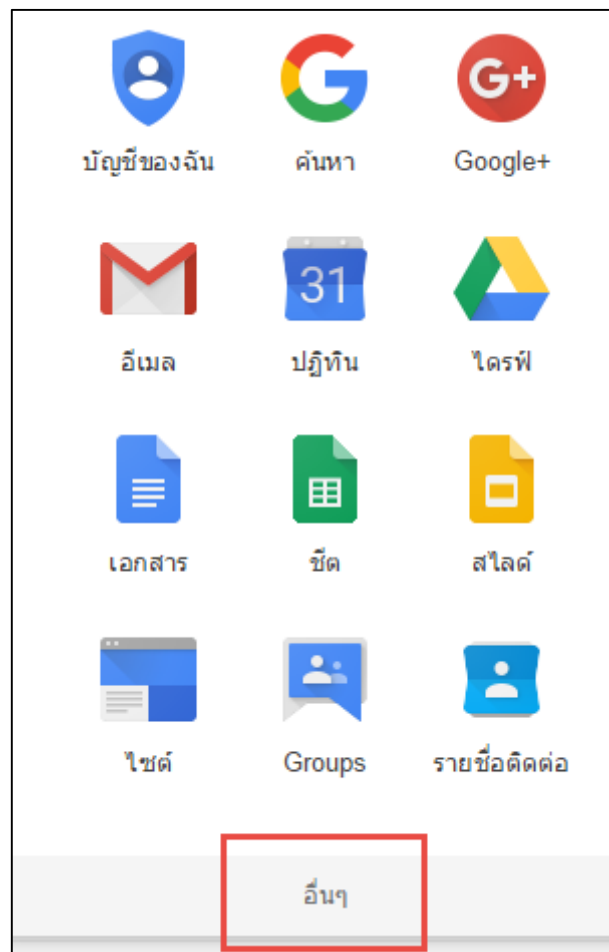 บัญชีของฉัน ค้นหา Google+
31
อีเมล ปฏิทิน ไดรฟ์
เอกสาร ชีต สไลด์
ไซต์ Groups รายชื่อติดต่อ
อื่นๆ